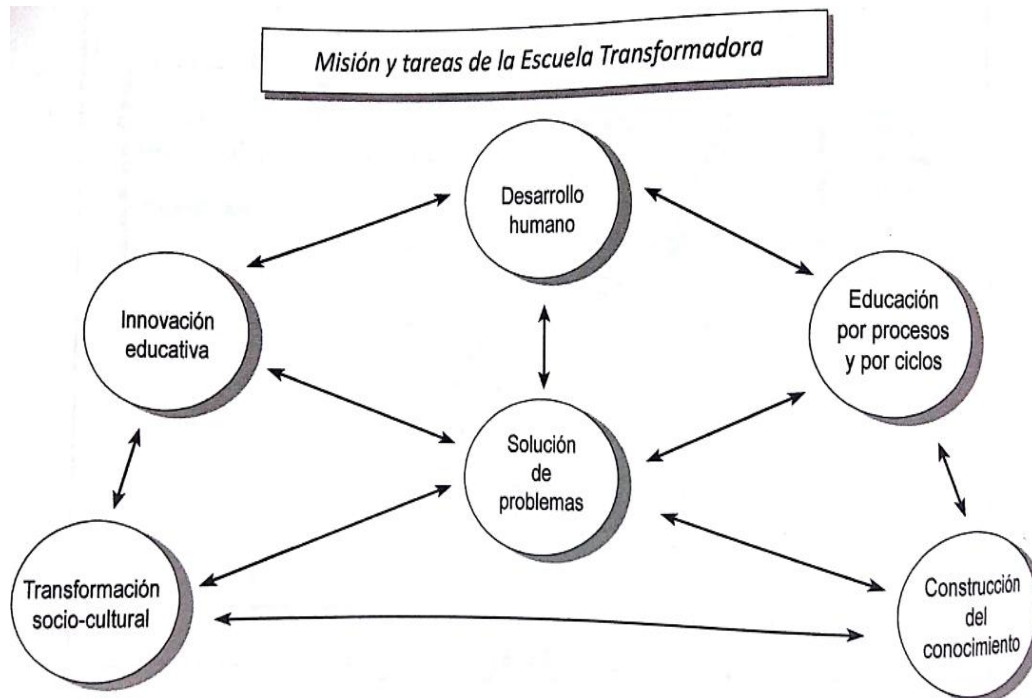 Misión y tareas de la Escuela Transformadora
Desarrollo
humano
Innovación
educativa
Educación
por procesos
y por ciclos
Solución
de
problemas
Transformación
socio-cultural
Construcción
del
conocimiento